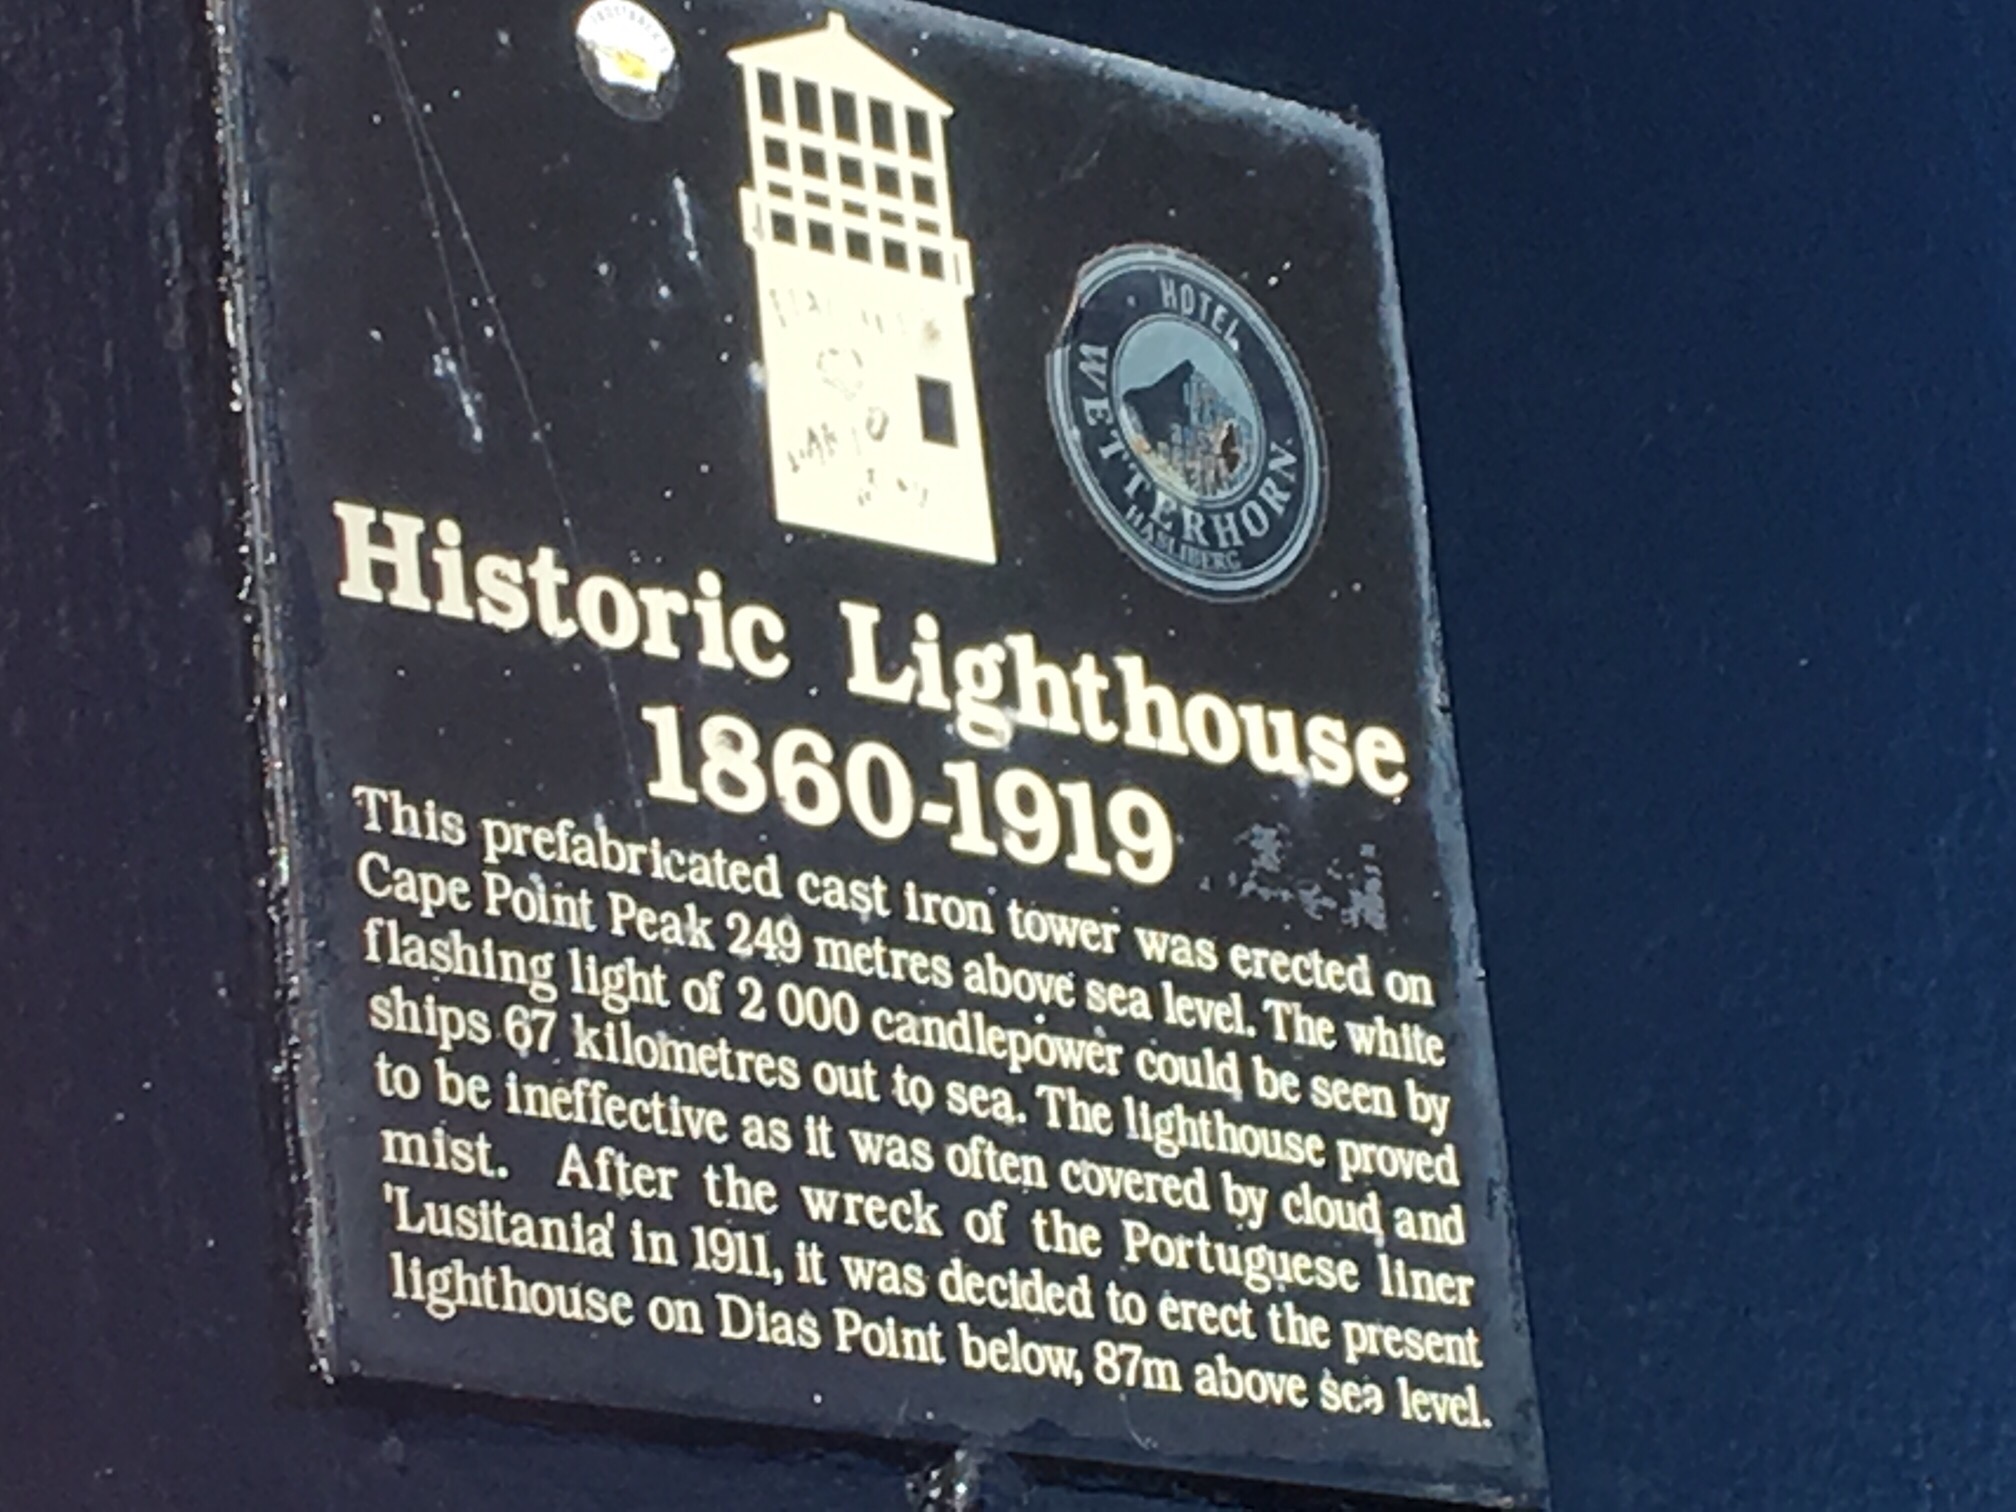 HOTEL
WETTERHORN
HASLIBERG
Historic Lighthouse
1860-1919
This prefabricated cast iron tower was erected on
Cape Point Peak 249 metres above sea level. The white
flashing light of 2 000 candlepower could be seen by
ships 67 kilometres out to sea. The lighthouse proved
to be ineffective as it was often covered by cloud and
mist. After the wreck of the Portuguese liner
'Lusitania' in 1911, it was decided to erect the present
lighthouse on Dias Point below, 87m above sea level.